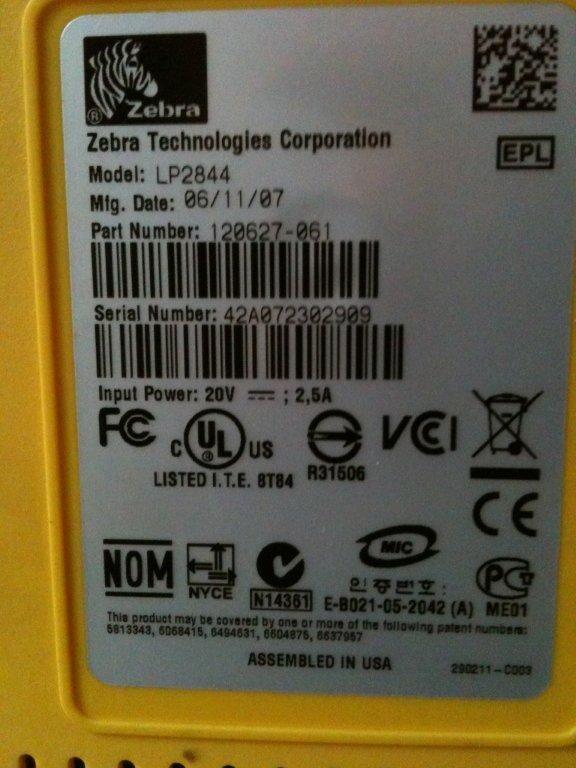 ® Zebra
Zebra Technologies Corporation
EPL
Model: LP2844
Mfg. Date: 06/11/07
Part Number: 120627-061
Serial Number: 42A072302909
Input Power: 20V ⎓ ; 2,5A
FC
C UL US
LISTED I.T.E. 8T84
R31506
VCCI
CE
NOM
NYCE
N14361
MIC
인증번호:
E-B021-05-2042 (A)
ME01
This product may be covered by one or more of the following patent numbers:
5813343, 6068415, 6494631, 6604875, 6637957
ASSEMBLED IN USA
290211-C003